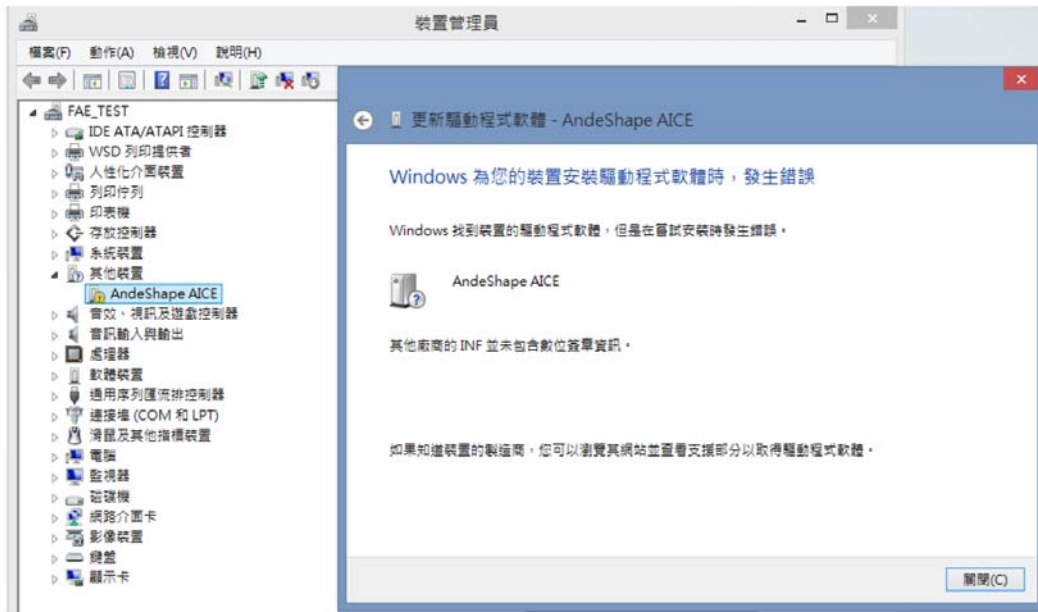 裝置管理員
檔案(F) 動作(A) 檢視(V) 說明(H)
FAE_TEST
IDE ATA/ATAPI 控制器
WSD 列印提供者
人性化介面裝置
列印佇列
印表機
存放控制器
系統裝置
其他裝置
AndeShape AICE
音效、視訊及遊戲控制器
音訊輸入與輸出
處理器
軟體裝置
通用序列匯流排控制器
連接埠 (COM 和 LPT)
滑鼠及其他指標裝置
電腦
監視器
磁碟機
網路介面卡
影像裝置
鍵盤
顯示卡
更新驅動程式軟體 - AndeShape AICE
Windows 為您的裝置安裝驅動程式軟體時，發生錯誤
Windows 找到裝置的驅動程式軟體，但是在嘗試安裝時發生錯誤。
AndeShape AICE
其他廠商的 INF 並未包含數位簽章資訊。
如果知道裝置的製造商，您可以瀏覽其網站並查看支援部分以取得驅動程式軟體。
關閉(C)